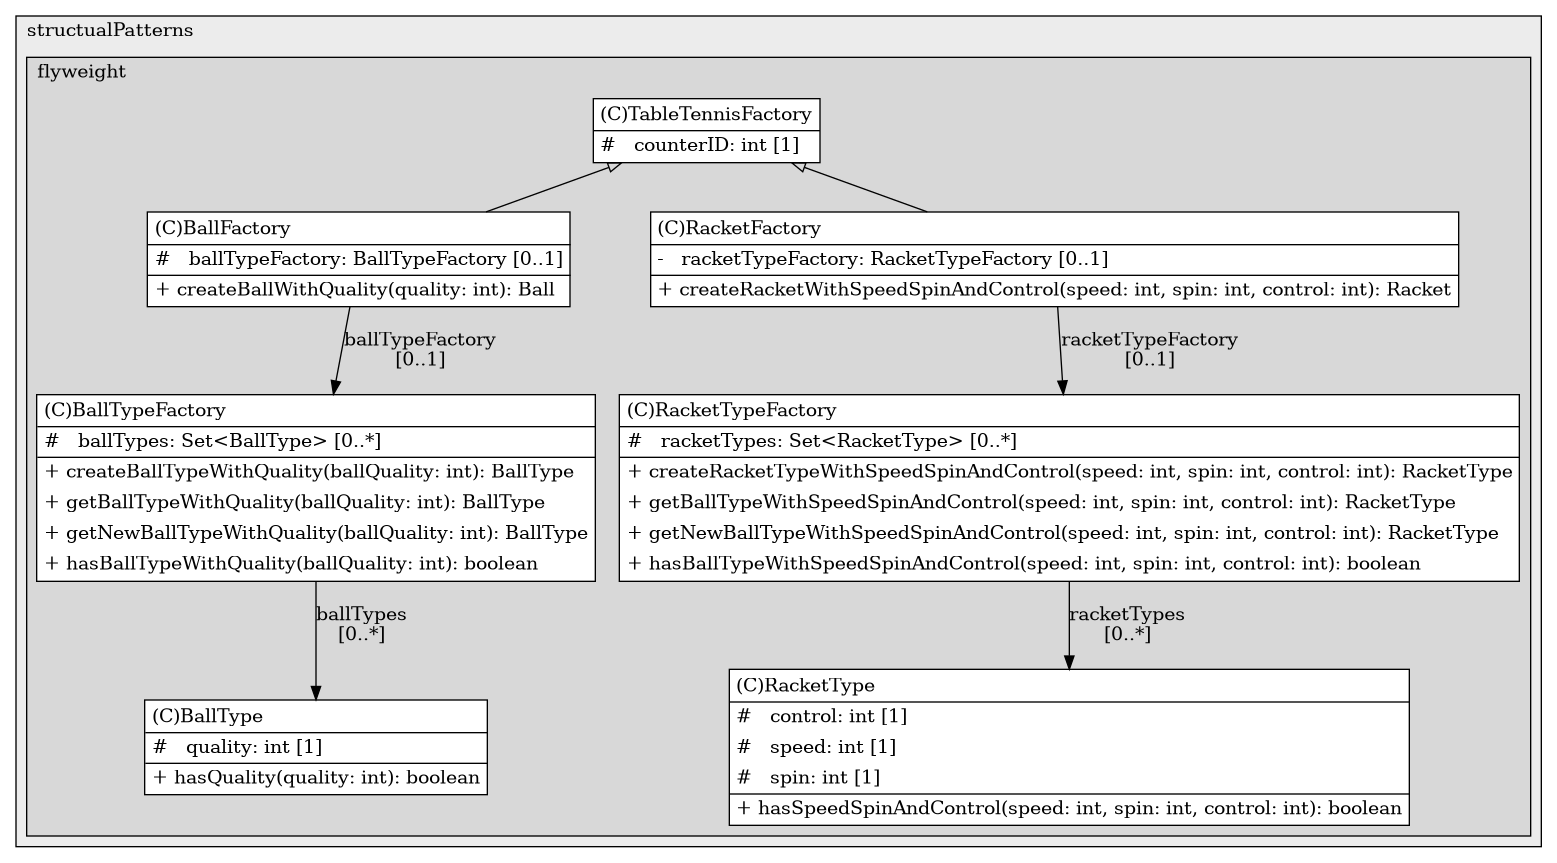 structualPatterns
flyweight
(C)TableTennisFactory
# counterID: int [1]
(C)BallFactory
# ballTypeFactory: BallTypeFactory [0..1]
+ createBallWithQuality(quality: int): Ball
(C)RacketFactory
- racketTypeFactory: RacketTypeFactory [0..1]
+ createRacketWithSpeedSpinAndControl(speed: int, spin: int, control: int): Racket
ballTypeFactory
[0..1]
racketTypeFactory
[0..1]
(C)BallTypeFactory
# ballTypes: Set<BallType> [0..*]
+ createBallTypeWithQuality(ballQuality: int): BallType
+ getBallTypeWithQuality(ballQuality: int): BallType
+ getNewBallTypeWithQuality(ballQuality: int): BallType
+ hasBallTypeWithQuality(ballQuality: int): boolean
(C)RacketTypeFactory
# racketTypes: Set<RacketType> [0..*]
+ createRacketTypeWithSpeedSpinAndControl(speed: int, spin: int, control: int): RacketType
+ getBallTypeWithSpeedSpinAndControl(speed: int, spin: int, control: int): RacketType
+ getNewBallTypeWithSpeedSpinAndControl(speed: int, spin: int, control: int): RacketType
+ hasBallTypeWithSpeedSpinAndControl(speed: int, spin: int, control: int): boolean
ballTypes
[0..*]
racketTypes
[0..*]
(C)BallType
# quality: int [1]
+ hasQuality(quality: int): boolean
(C)RacketType
# control: int [1]
# speed: int [1]
# spin: int [1]
+ hasSpeedSpinAndControl(speed: int, spin: int, control: int): boolean